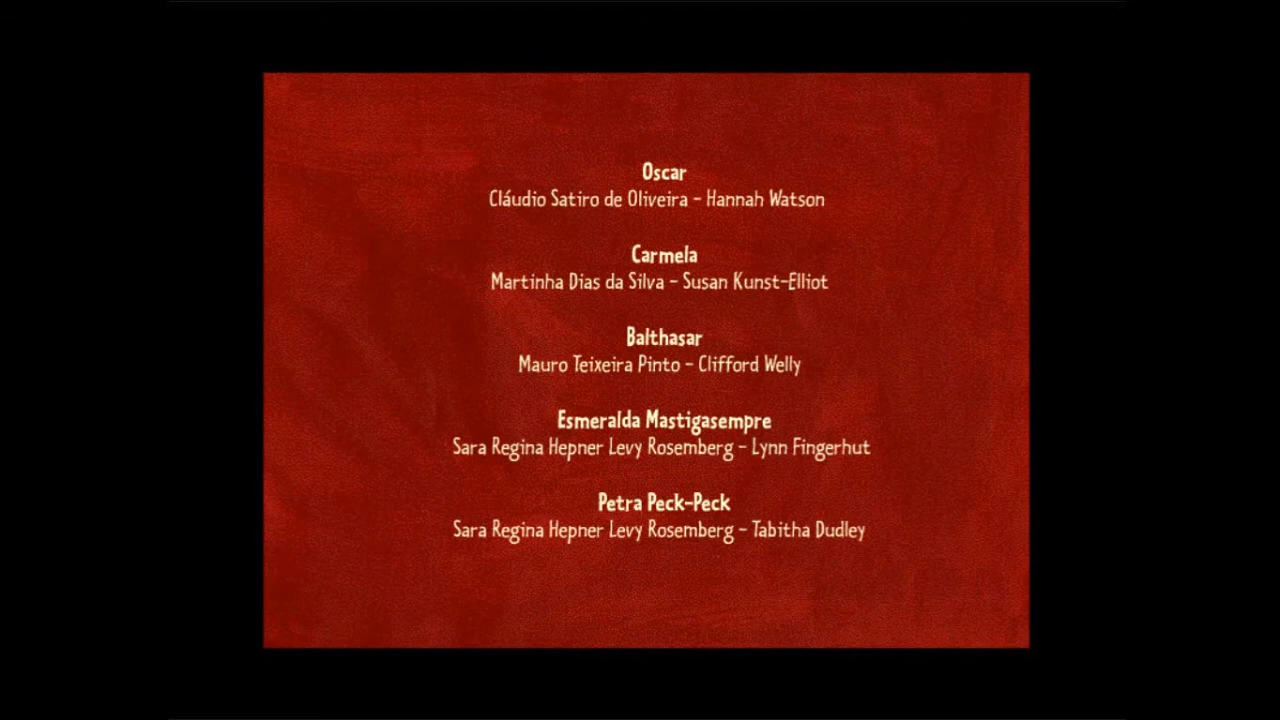 Oscar
Cláudio Satiro de Oliveira - Hannah Watson
Carmela
Martinha Dias da Silva - Susan Kunst-Elliot
Balthasar
Mauro Teixeira Pinto - Clifford Welly
Esmeralda Mastigasempre
Sara Regina Hepner Levy Rosemberg - Lynn Fingerhut
Petra Peck-Peck
Sara Regina Hepner Levy Rosemberg - Tabitha Dudley